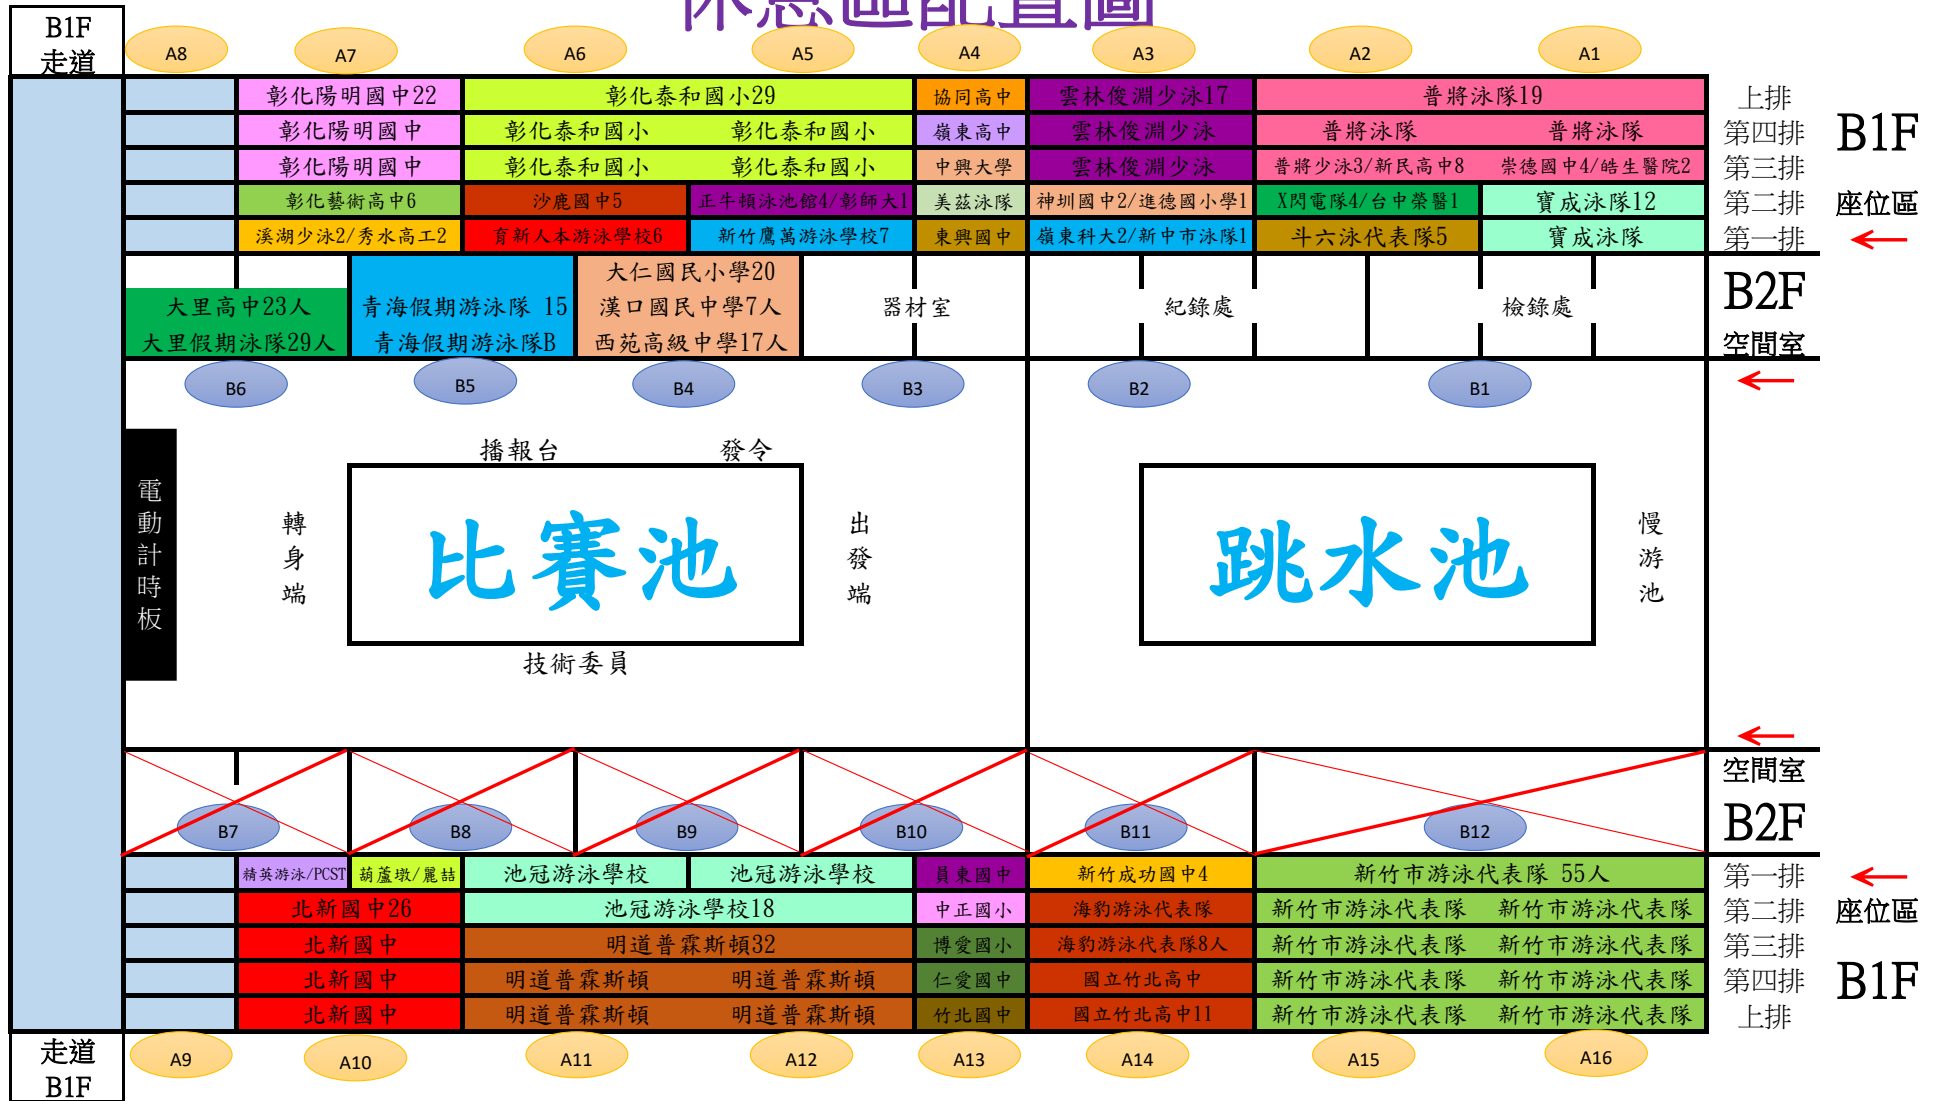 休息區配置圖
B1F
走道
A8 A7 A6 A5 A4 A3 A2 A1
彰化陽明國中22 彰化泰和國小29 協同高中 雲林俊淵少泳17 普將泳隊19 上排
彰化陽明國中 彰化泰和國小 彰化泰和國小 嶺東高中 雲林俊淵少泳 普將泳隊 普將泳隊 第四排 B1F
彰化陽明國中 彰化泰和國小 彰化泰和國小 中興大學 雲林俊淵少泳 普將少泳3/新民高中8 崇德國中4/皓生醫院2 第三排
彰化藝術高中6 沙鹿國中5 正牛頓泳池館4/彰師大1 美茲泳隊 神圳國中2/進德國小學1 X閃電隊4/台中榮醫1 寶成泳隊12 第二排 座位區
溪湖少泳2/秀水高工2 育新人本游泳學校6 新竹鷹萬游泳學校7 東興國中 嶺東科大2/新中市泳隊1 斗六泳代表隊5 寶成泳隊 第一排
大仁國民小學20 B2F
大里高中23人 青海假期游泳隊 15 漢口國民中學7人 器材室 紀錄處 檢錄處
大里假期泳隊29人 青海假期游泳隊B 西苑高級中學17人 空間室
B6 B5 B4 B3 B2 B1
播報台 發令
電動計時板
轉身端
比賽池
出發端
跳水池
慢游池
技術委員
空間室
B7 B8 B9 B10 B11 B12 B2F
精英游泳/PCST 葫蘆墩/麗喆 池冠游泳學校 池冠游泳學校 員東國中 新竹成功國中4 新竹市游泳代表隊 55人 第一排
北新國中26 池冠游泳學校18 中正國小 海豹游泳代表隊 新竹市游泳代表隊 新竹市游泳代表隊 第二排 座位區
北新國中 明道普霖斯頓32 博愛國小 海豹游泳代表隊8人 新竹市游泳代表隊 新竹市游泳代表隊 第三排
北新國中 明道普霖斯頓 明道普霖斯頓 仁愛國中 國立竹北高中 新竹市游泳代表隊 新竹市游泳代表隊 第四排 B1F
北新國中 明道普霖斯頓 明道普霖斯頓 竹北國中 國立竹北高中11 新竹市游泳代表隊 新竹市游泳代表隊 上排
走道
B1F
A9 A10 A11 A12 A13 A14 A15 A16